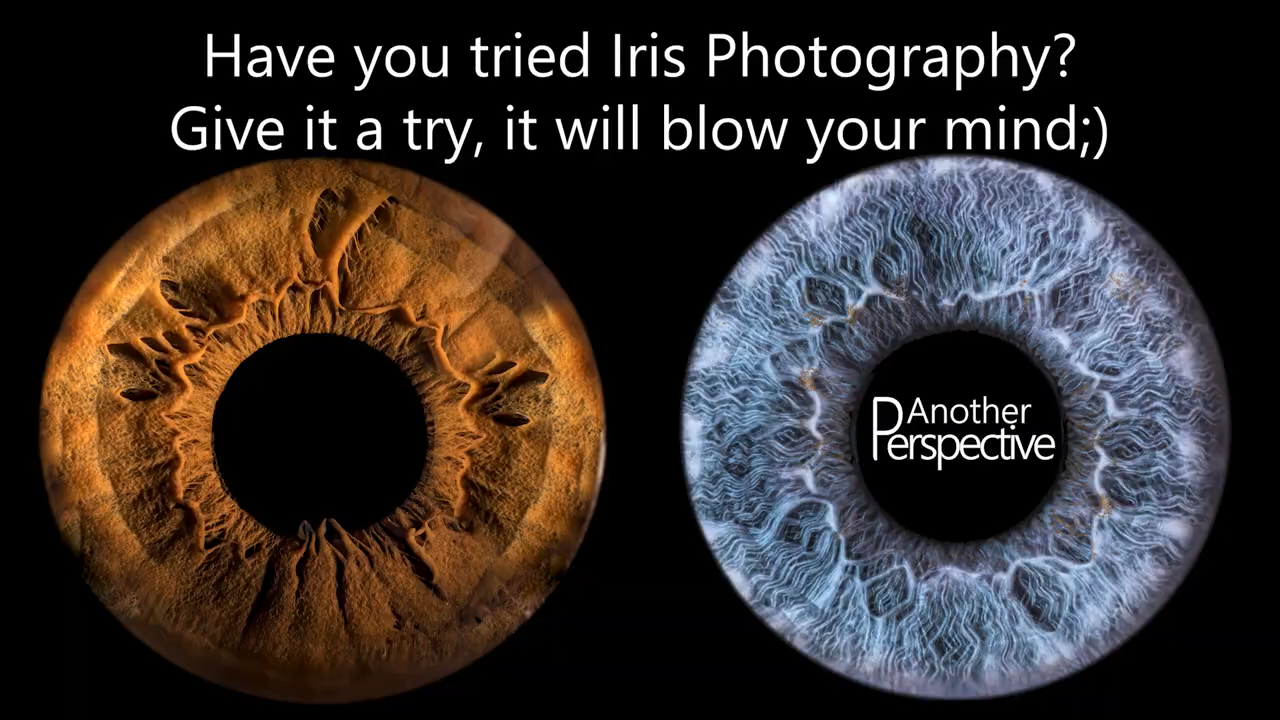 Have you tried Iris Photography?
Give it a try, it will blow your mind;)
Another
Perspective